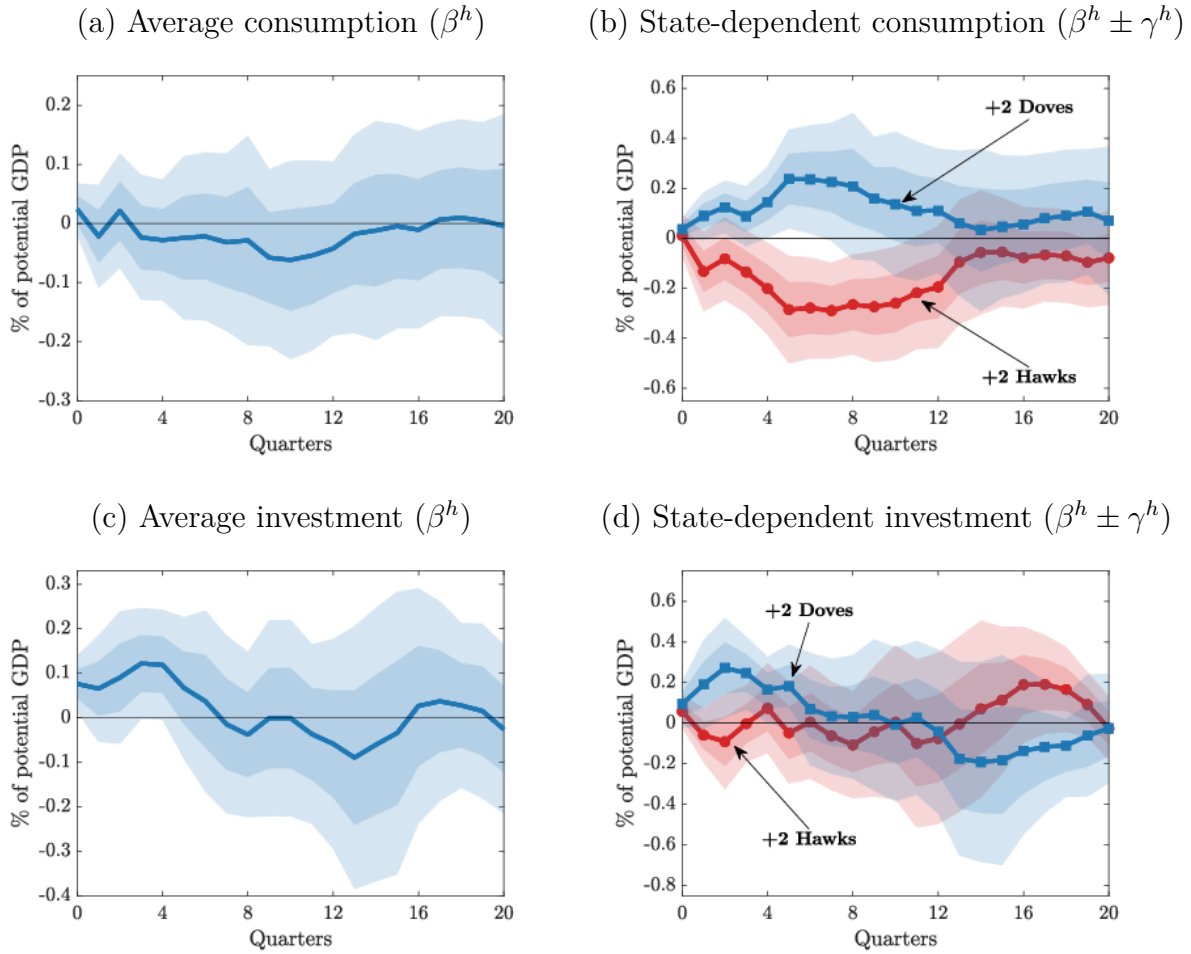 (a) Average consumption (β^h)
% of potential GDP
0.2
0.1
0
-0.1
-0.2
-0.3
0 4 8 12 16 20
Quarters
(b) State-dependent consumption (β^h ± γ^h)
% of potential GDP
0.6
0.4
0.2
0
-0.2
-0.4
-0.6
+2 Doves
+2 Hawks
0 4 8 12 16 20
Quarters
(c) Average investment (β^h)
% of potential GDP
0.3
0.2
0.1
0
-0.1
-0.2
-0.3
-0.4
0 4 8 12 16 20
Quarters
(d) State-dependent investment (β^h ± γ^h)
% of potential GDP
0.6
0.4
0.2
0
-0.2
-0.4
-0.6
-0.8
+2 Doves
+2 Hawks
0 4 8 12 16 20
Quarters